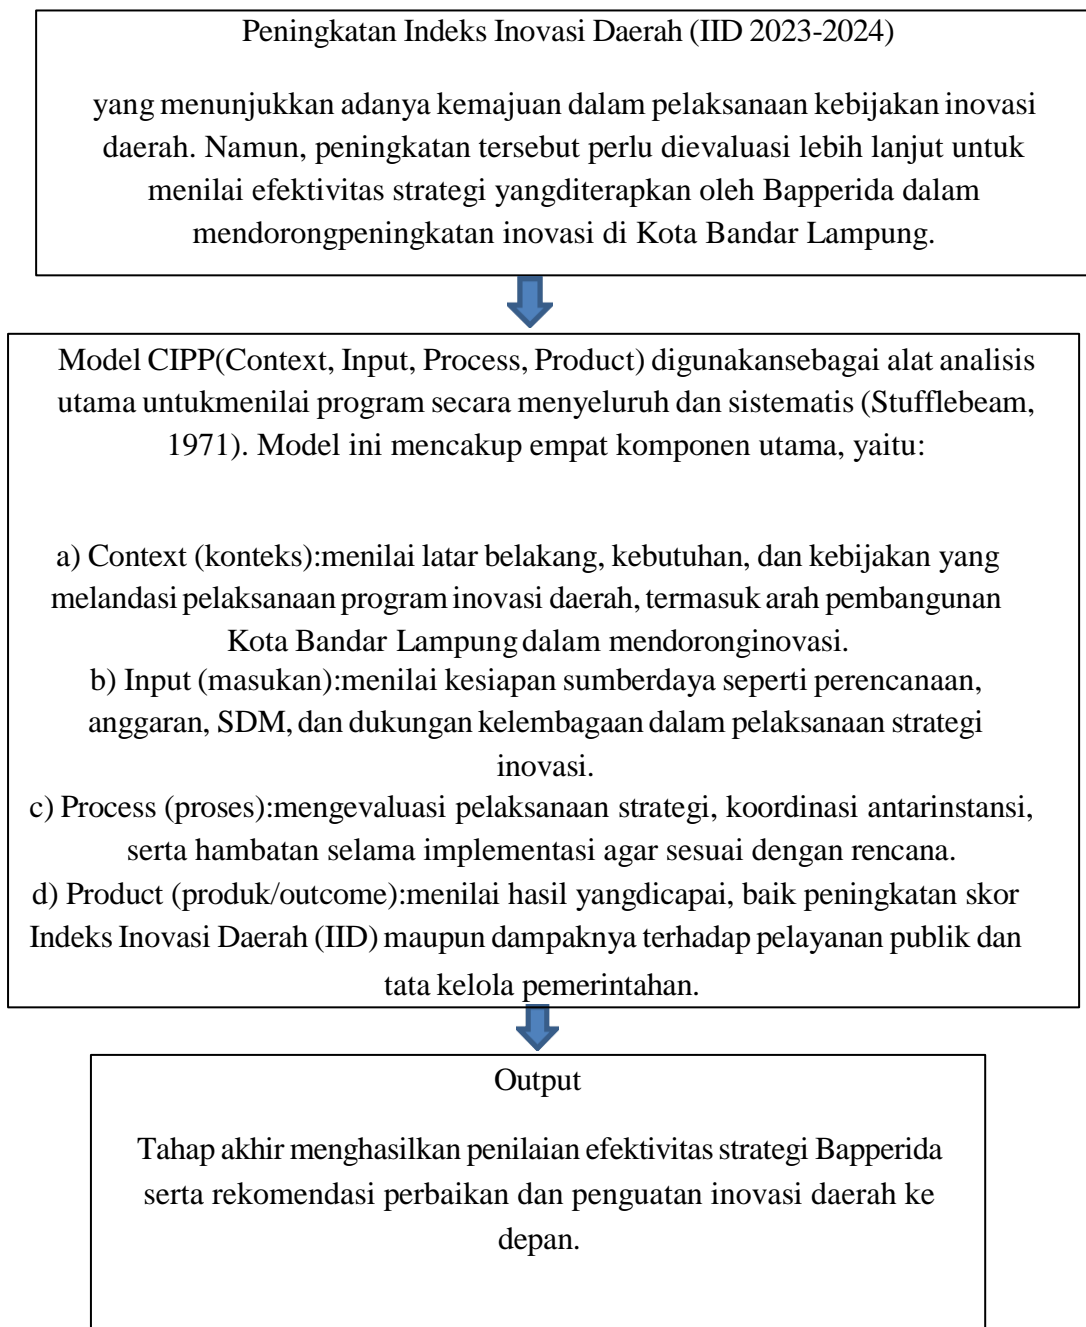 Peningkatan Indeks Inovasi Daerah (IID 2023-2024)
yang menunjukkan adanya kemajuan dalam pelaksanaan kebijakan inovasi
daerah. Namun, peningkatan tersebut perlu dievaluasi lebih lanjut untuk
menilai efektivitas strategi yangditerapkan oleh Bapperida dalam
mendorongpeningkatan inovasi di Kota Bandar Lampung.
Model CIPP(Context, Input, Process, Product) digunakansebagai alat analisis
utama untukmenilai program secara menyeluruh dan sistematis (Stufflebeam,
1971). Model ini mencakup empat komponen utama, yaitu:
a) Context (konteks):menilai latar belakang, kebutuhan, dan kebijakan yang
melandasi pelaksanaan program inovasi daerah, termasuk arah pembangunan
Kota Bandar Lampung dalam mendoronginovasi.
b) Input (masukan):menilai kesiapan sumberdaya seperti perencanaan,
anggaran, SDM, dan dukungan kelembagaan dalam pelaksanaan strategi
inovasi.
c) Process (proses):mengevaluasi pelaksanaan strategi, koordinasi antarinstansi,
serta hambatan selama implementasi agar sesuai dengan rencana.
d) Product (produk/outcome):menilai hasil yangdicapai, baik peningkatan skor
Indeks Inovasi Daerah (IID) maupun dampaknya terhadap pelayanan publik dan
tata kelola pemerintahan.
Output
Tahap akhir menghasilkan penilaian efektivitas strategi Bapperida
serta rekomendasi perbaikan dan penguatan inovasi daerah ke
depan.